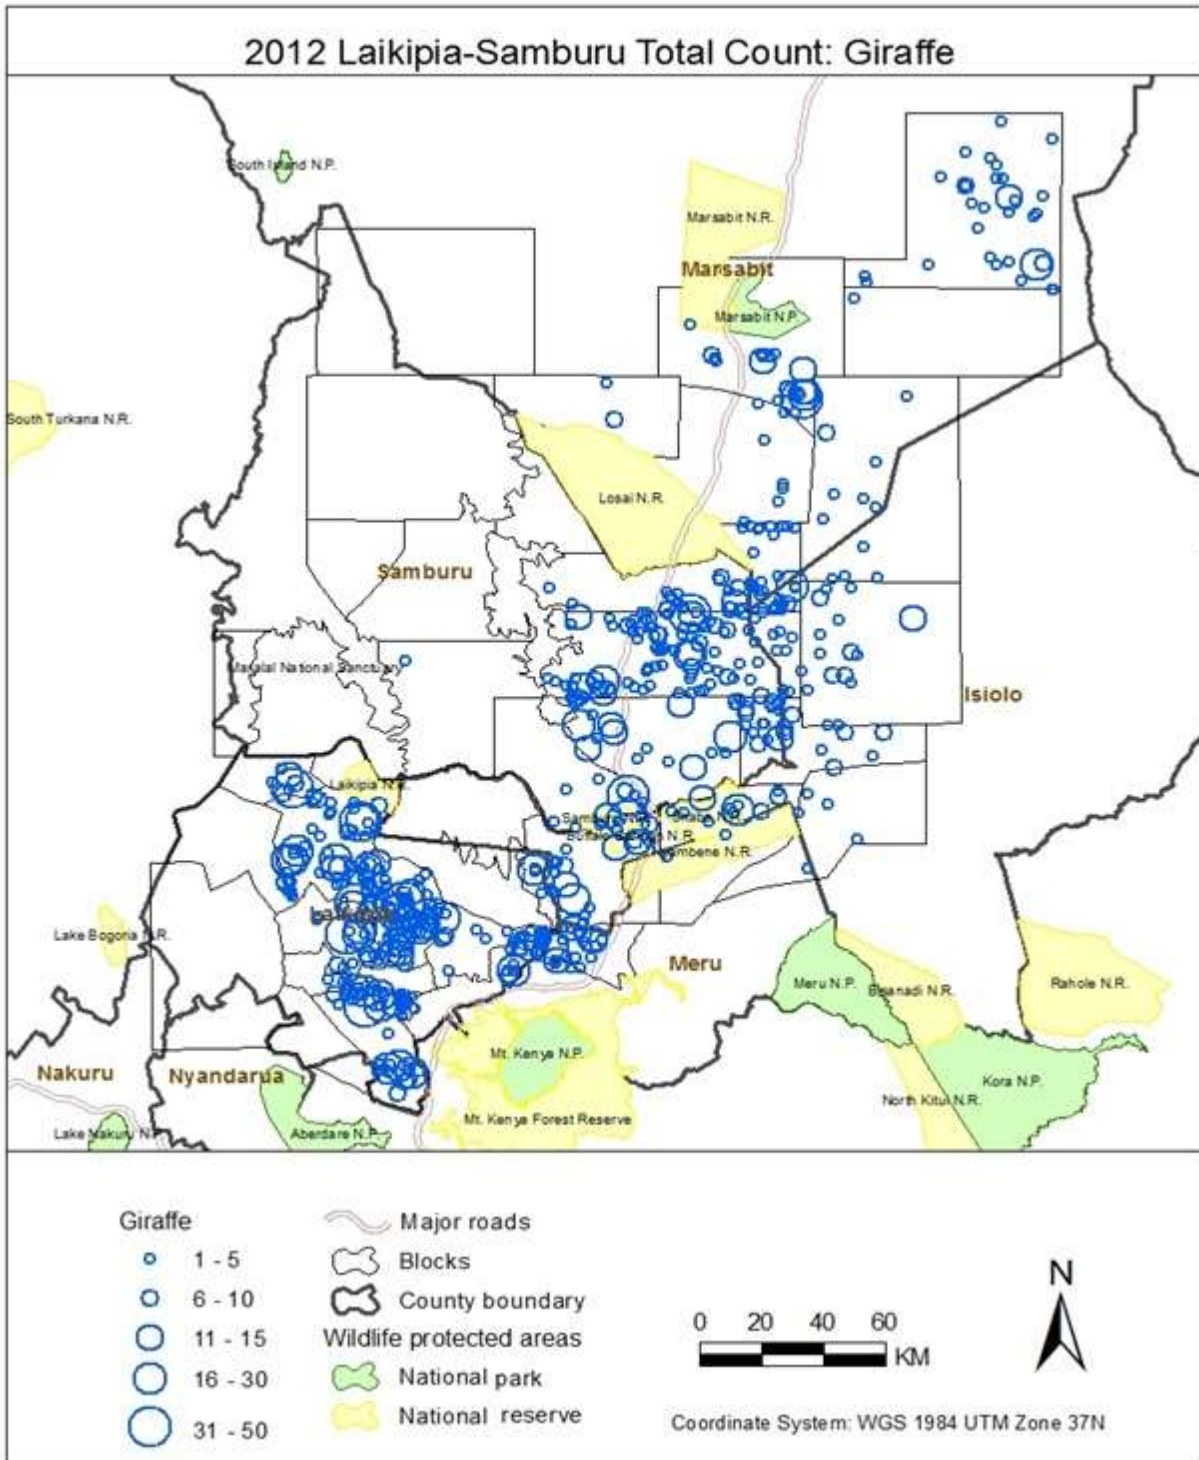 2012 Laikipia-Samburu Total Count: Giraffe
South Island N.P.
Marsabit N.R.
Marsabit
Marsabit N.P.
South Turkana N.R.
Losai N.R.
Samburu
Maralal National Sanctuary
Isiolo
Laikipia N.R.
N.R.
N.R.
Lake Bogoria N.R.
Meru
Meru N.P.
Bisanadi N.R.
Rahole N.R.
Mt. Kenya N.P.
Nakuru
Nyandarua
Kora N.P.
North Kitui N.R.
Mt. Kenya Forest Reserve
Lake Nakuru N.P.
Aberdare N.P.
Giraffe
1 - 5
6 - 10
11 - 15
16 - 30
31 - 50
Major roads
Blocks
County boundary
Wildlife protected areas
National park
National reserve
0 20 40 60
KM
N
Coordinate System: WGS 1984 UTM Zone 37N